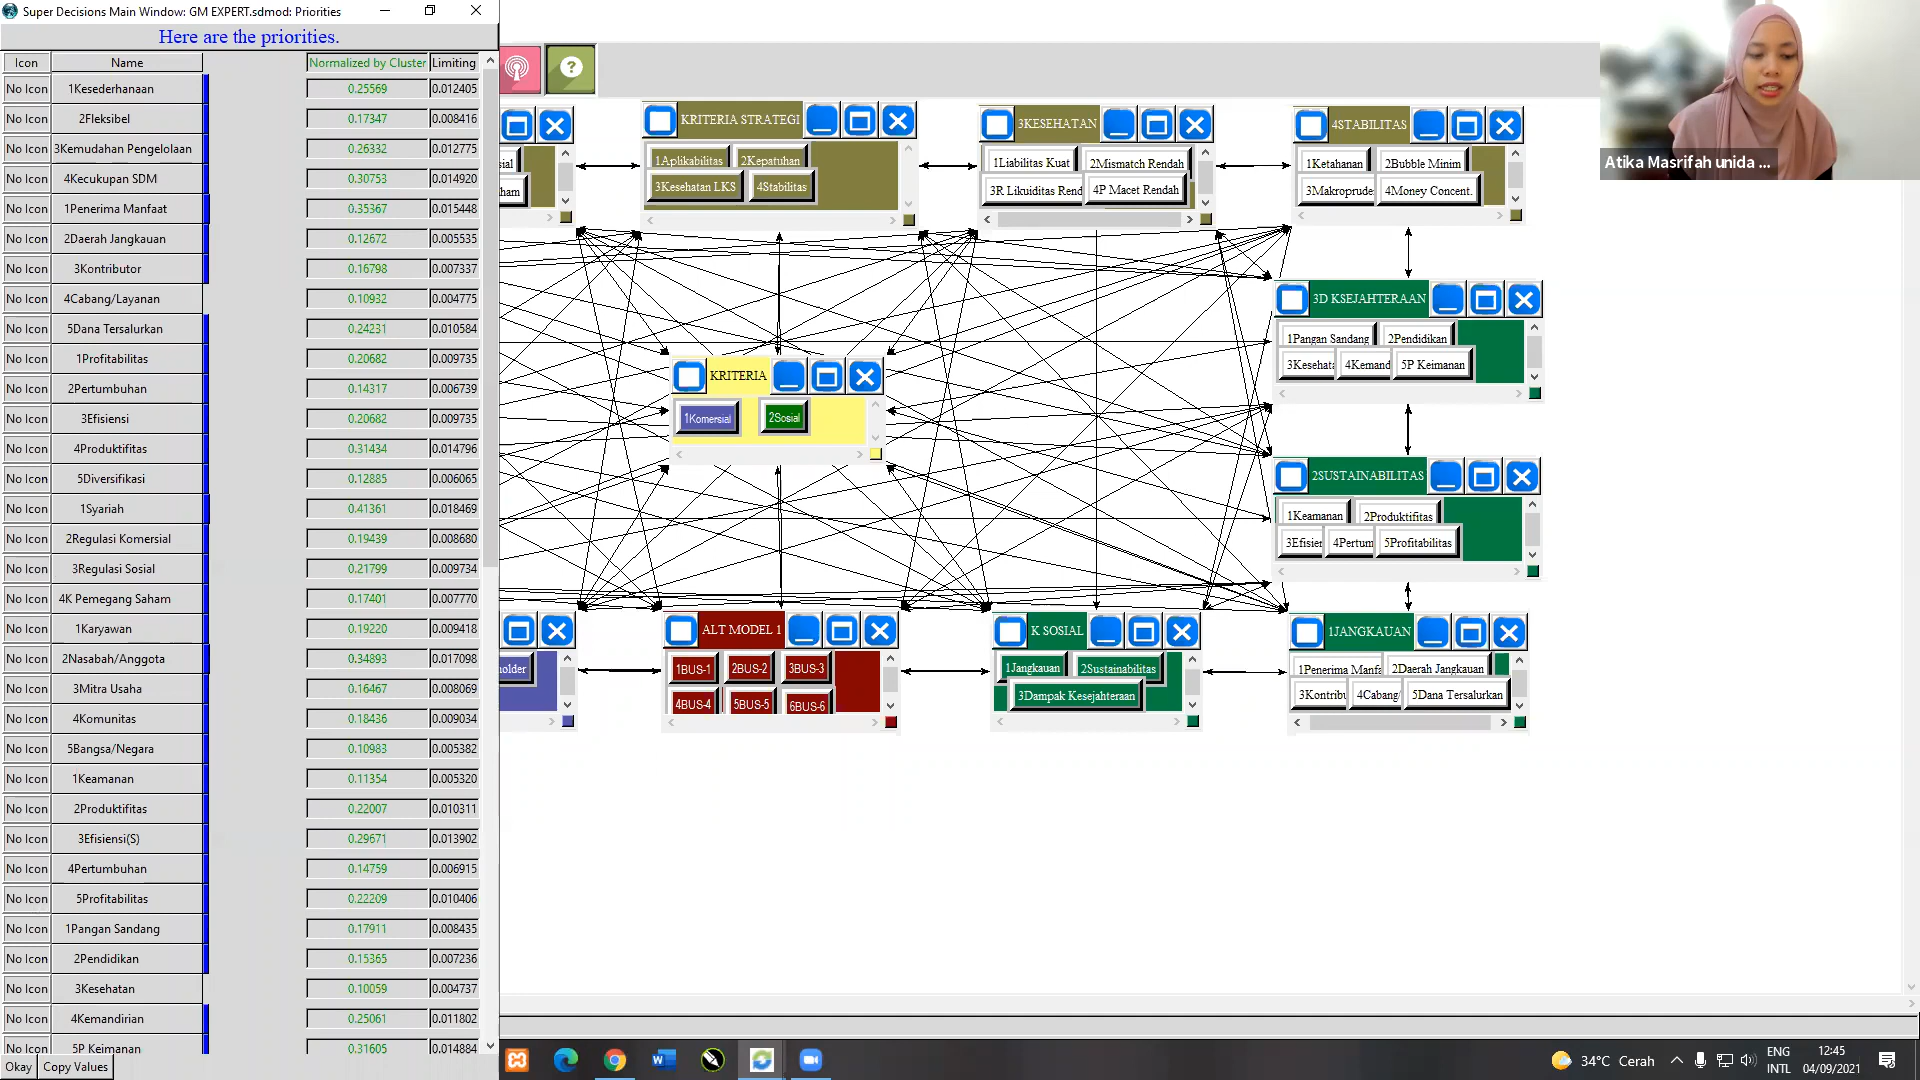 Super Decisions Main Window: GM EXPERT.sdmod: Priorities
Here are the priorities.
Icon Name Normalized by Cluster Limiting
No Icon 1Kesederhanaan 0.25569 0.012405
No Icon 2Fleksibel 0.17347 0.008416
No Icon 3Kemudahan Pengelolaan 0.26332 0.012775
No Icon 4Kecukupan SDM 0.30753 0.014920
No Icon 1Penerima Manfaat 0.35367 0.015448
No Icon 2Daerah Jangkauan 0.12672 0.005535
No Icon 3Kontributor 0.16798 0.007337
No Icon 4Cabang/Layanan 0.10932 0.004775
No Icon 5Dana Tersalurkan 0.24231 0.010584
No Icon 1Profitabilitas 0.20682 0.009735
No Icon 2Pertumbuhan 0.14317 0.006739
No Icon 3Efisiensi 0.20682 0.009735
No Icon 4Produktifitas 0.31434 0.014796
No Icon 5Diversifikasi 0.12885 0.006065
No Icon 1Syariah 0.41361 0.018469
No Icon 2Regulasi Komersial 0.19439 0.008680
No Icon 3Regulasi Sosial 0.21799 0.009734
No Icon 4K Pemegang Saham 0.17401 0.007770
No Icon 1Karyawan 0.19220 0.009418
No Icon 2Nasabah/Anggota 0.34893 0.017098
No Icon 3Mitra Usaha 0.16467 0.008069
No Icon 4Komunitas 0.18436 0.009034
No Icon 5Bangsa/Negara 0.10983 0.005382
No Icon 1Keamanan 0.11354 0.005320
No Icon 2Produktifitas 0.22007 0.010311
No Icon 3Efisiensi(S) 0.29671 0.013902
No Icon 4Pertumbuhan 0.14759 0.006915
No Icon 5Profitabilitas 0.22209 0.010406
No Icon 1Pangan Sandang 0.17911 0.008435
No Icon 2Pendidikan 0.15365 0.007236
No Icon 3Kesehatan 0.10059 0.004737
No Icon 4Kemandirian 0.25061 0.011802
No Icon 5P Keimanan 0.31605 0.014884
Okay Copy Values
sial
ham
KRITERIA STRATEGI
1Aplikabilitas 2Kepatuhan
3Kesehatan LKS 4Stabilitas
3KESEHATAN
1Liabilitas Kuat 2Mismatch Rendah
3R Likuiditas Rend 4P Macet Rendah
4STABILITAS
1Ketahanan 2Bubble Minim
3Makroprude 4Money Concent.
Atika Masrifah unida ...
3D KSEJAHTERAAN
1Pangan Sandang 2Pendidikan
3Kesehat 4Kemand 5P Keimanan
KRITERIA
1Komersial 2Sosial
2SUSTAINABILITAS
1Keamanan 2Produktifitas
3Efisien 4Pertum 5Profitabilitas
holder
ALT MODEL 1
1BUS-1 2BUS-2 3BUS-3
4BUS-4 5BUS-5 6BUS-6
K SOSIAL
1Jangkauan 2Sustainabilitas
3Dampak Kesejahteraan
1JANGKAUAN
1Penerima Manfa 2Daerah Jangkauan
3Kontribu 4Cabang/ 5Dana Tersalurkan
34°C Cerah
ENG
INTL
12:45
04/09/2021